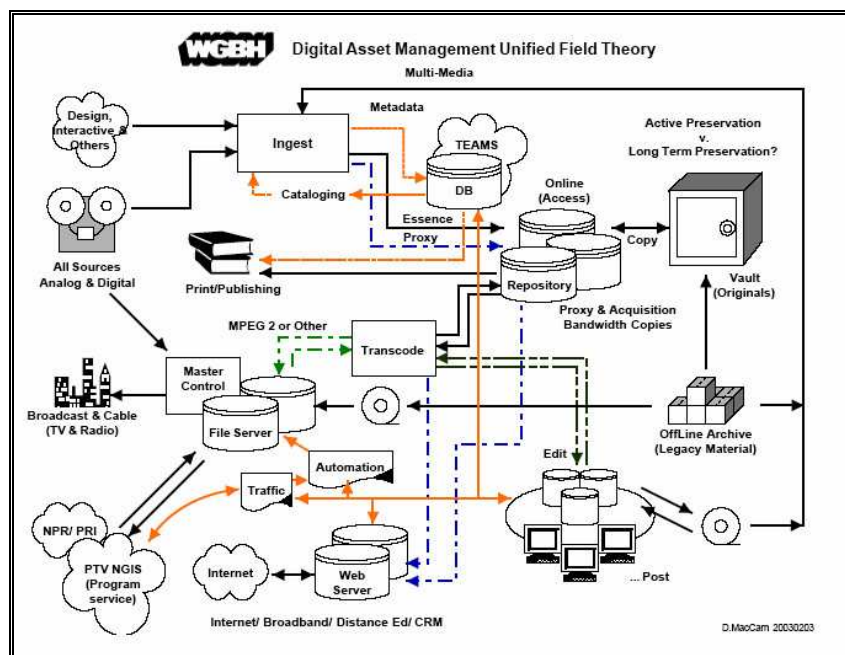 WGBH Digital Asset Management Unified Field Theory
Multi-Media
Design,
Interactive &
Others
Metadata
Ingest
TEAMS
DB
Cataloging
Active Preservation
v.
Long Term Preservation?
Online
(Access)
Essence
Proxy
Copy
Repository
Vault
(Originals)
All Sources
Analog & Digital
Print/Publishing
Proxy & Acquisition
Bandwidth Copies
MPEG 2 or Other
Transcode
Master
Control
Broadcast & Cable
(TV & Radio)
File Server
OffLine Archive
(Legacy Material)
Edit
Automation
Traffic
NPR/ PRI
PTV NGIS
(Program
service)
Internet
Web
Server
... Post
Internet/ Broadband/ Distance Ed/ CRM
D.MacCarn 20030203